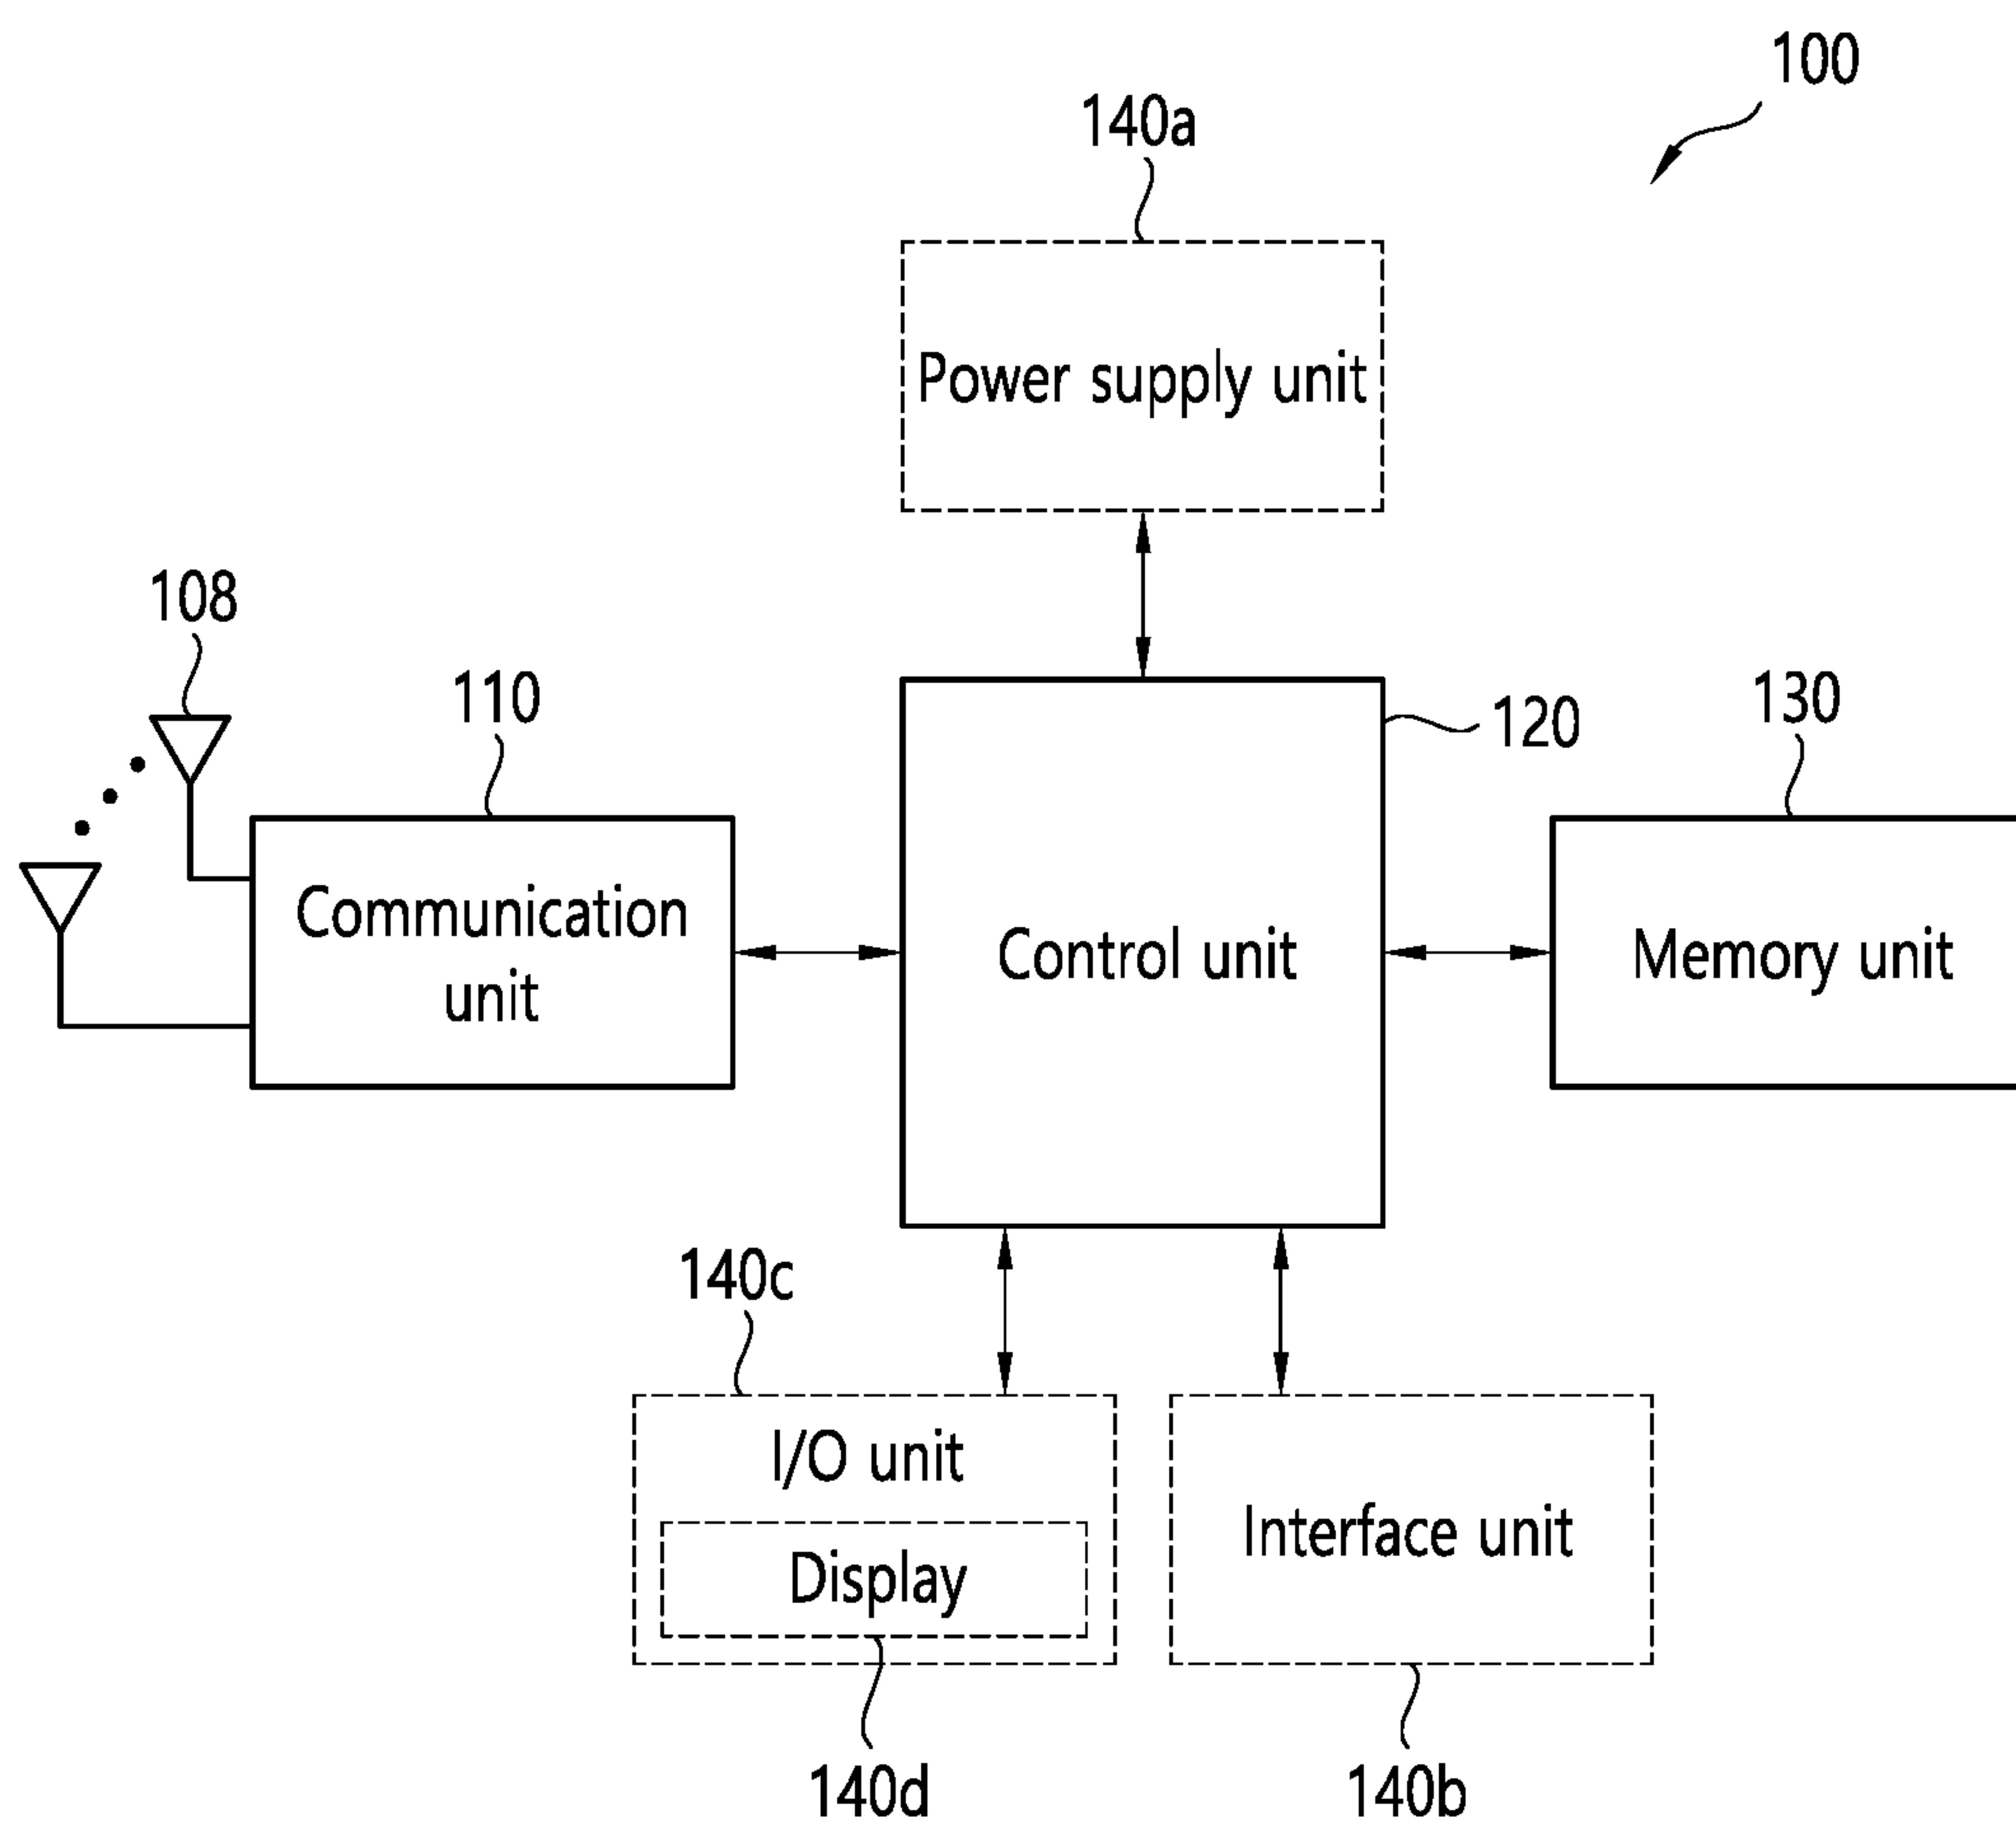 100
140a
Power supply unit
108
110
120
130
Communication
unit
Control unit
Memory unit
140c
I/O unit
Display
Interface unit
140d
140b